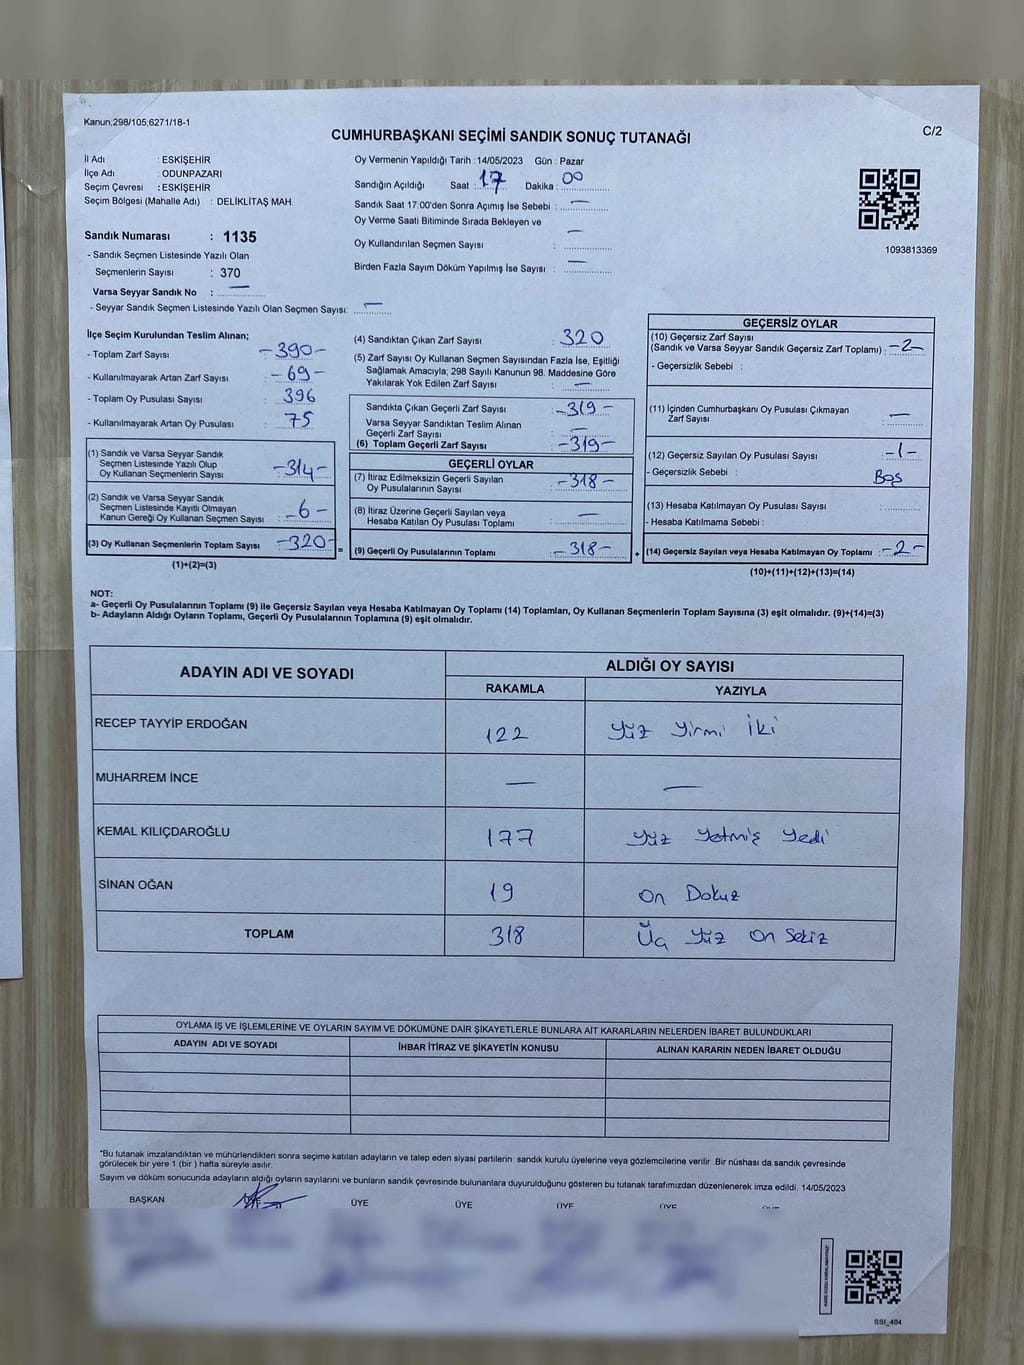 Kanun;298/105;6271/18-1
CUMHURBAŞKANI SEÇİMİ SANDIK SONUÇ TUTANAĞI
C/2
İl Adı : ESKİŞEHİR
İlçe Adı : ODUNPAZARI
Seçim Çevresi : ESKİŞEHİR
Seçim Bölgesi (Mahalle Adı) : DELİKLİTAŞ MAH.
Sandık Numarası : 1135
- Sandık Seçmen Listesinde Yazılı Olan
Seçmenlerin Sayısı : 370
Varsa Seyyar Sandık No : —
- Seyyar Sandık Seçmen Listesinde Yazılı Olan Seçmen Sayısı: —
Oy Vermenin Yapıldığı Tarih : 14/05/2023 Gün : Pazar
Sandığın Açıldığı Saat : 17 Dakika : 00
Sandık Saat 17:00'den Sonra Açımış İse Sebebi : —
Oy Verme Saati Bitiminde Sırada Bekleyen ve
Oy Kullandırılan Seçmen Sayısı : —
Birden Fazla Sayım Döküm Yapılmış İse Sayısı : —
1093813369
İlçe Seçim Kurulundan Teslim Alınan;
- Toplam Zarf Sayısı : -390-
- Kullanılmayarak Artan Zarf Sayısı : -69-
- Toplam Oy Pusulası Sayısı : 396
- Kullanılmayarak Artan Oy Pusulası : 75
(1) Sandık ve Varsa Seyyar Sandık
Seçmen Listesinde Yazılı Olup
Oy Kullanan Seçmenlerin Sayısı : -314-
(2) Sandık ve Varsa Seyyar Sandık
Seçmen Listesinde Kayıtlı Olmayan
Kanun Gereği Oy Kullanan Seçmen Sayısı : -6-
(3) Oy Kullanan Seçmenlerin Toplam Sayısı : -320-
(1)+(2)=(3)
(4) Sandıktan Çıkan Zarf Sayısı : 320
(5) Zarf Sayısı Oy Kullanan Seçmen Sayısından Fazla İse, Eşitliği
Sağlamak Amacıyla, 298 Sayılı Kanunun 98. Maddesine Göre
Yakılarak Yok Edilen Zarf Sayısı : —
Sandıkta Çıkan Geçerli Zarf Sayısı : -319-
Varsa Seyyar Sandıktan Teslim Alınan
Geçerli Zarf Sayısı : —
(6) Toplam Geçerli Zarf Sayısı : -319-
GEÇERLİ OYLAR
(7) İtiraz Edilmeksizin Geçerli Sayılan
Oy Pusulalarının Sayısı : -318-
(8) İtiraz Üzerine Geçerli Sayılan veya
Hesaba Katılan Oy Pusulası Toplamı : —
= (9) Geçerli Oy Pusulalarının Toplamı : -318- +
GEÇERSİZ OYLAR
(10) Geçersiz Zarf Sayısı
(Sandık ve Varsa Seyyar Sandık Geçersiz Zarf Toplamı) : -2-
- Geçersizlik Sebebi :
(11) İçinden Cumhurbaşkanı Oy Pusulası Çıkmayan
Zarf Sayısı : —
(12) Geçersiz Sayılan Oy Pusulası Sayısı : -1-
- Geçersizlik Sebebi : Boş
(13) Hesaba Katılmayan Oy Pusulası Sayısı :
- Hesaba Katılmama Sebebi :
(14) Geçersiz Sayılan veya Hesaba Katılmayan Oy Toplamı : -2-
(10)+(11)+(12)+(13)=(14)
NOT:
a- Geçerli Oy Pusulalarının Toplamı (9) ile Geçersiz Sayılan veya Hesaba Katılmayan Oy Toplamı (14) Toplamları, Oy Kullanan Seçmenlerin Toplam Sayısına (3) eşit olmalıdır. (9)+(14)=(3)
b- Adayların Aldığı Oyların Toplamı, Geçerli Oy Pusulalarının Toplamına (9) eşit olmalıdır.
ADAYIN ADI VE SOYADI ALDIĞI OY SAYISI
RAKAMLA YAZIYLA
RECEP TAYYİP ERDOĞAN 122 Yüz Yirmi İki
MUHARREM İNCE — —
KEMAL KILIÇDAROĞLU 177 Yüz Yetmiş Yedi
SİNAN OĞAN 19 On Dokuz
TOPLAM 318 Üç Yüz On Sekiz
OYLAMA İŞ VE İŞLEMLERİNE VE OYLARIN SAYIM VE DÖKÜMÜNE DAİR ŞİKAYETLERLE BUNLARA AİT KARARLARIN NELERDEN İBARET BULUNDUKLARI
ADAYIN ADI VE SOYADI İHBAR İTİRAZ VE ŞİKAYETİN KONUSU ALINAN KARARIN NEDEN İBARET OLDUĞU
*Bu tutanak imzalandıktan ve mühürlendikten sonra seçime katılan adayların ve talep eden siyasi partilerin sandık kurulu üyelerine veya gözlemcilerine verilir .Bir nüshası da sandık çevresinde
görülecek bir yere 1 (bir ) hafta süreyle asılır.
Sayım ve döküm sonucunda adayların aldığı oyların sayılarını ve bunların sandık çevresinde bulunanlara duyurulduğunu gösteren bu tutanak tarafımızdan düzenlenerek imza edildi. 14/05/2023
BAŞKAN ÜYE ÜYE ÜYE ÜYE ÜYE
SSI_404